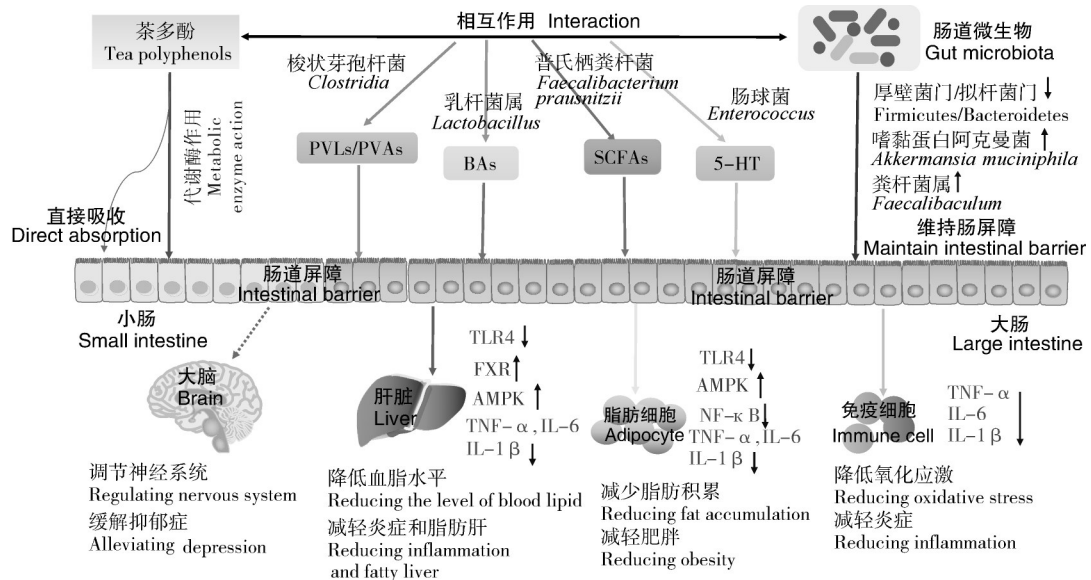 茶多酚
Tea polyphenols
相互作用 Interaction
肠道微生物
Gut microbiota
梭状芽孢杆菌
Clostridia
乳杆菌属
Lactobacillus
普氏栖粪杆菌
Faecalibacterium
prausnitzii
肠球菌
Enterococcus
厚壁菌门/拟杆菌门↓
Firmicutes/Bacteroidetes
嗜黏蛋白阿克曼菌↑
Akkermansia muciniphila
粪杆菌属↑
Faecalibaculum
代谢酶作用
Metabolic
enzyme action
PVLs/PVAs
BAs
SCFAs
5-HT
直接吸收
Direct absorption
维持肠屏障
Maintain intestinal barrier
肠道屏障
Intestinal barrier
肠道屏障
Intestinal barrier
小肠
Small intestine
大肠
Large intestine
大脑
Brain
调节神经系统
Regulating nervous system
缓解抑郁症
Alleviating depression
肝脏
Liver
TLR4↓
FXR↑
AMPK↑
TNF-α,IL-6
IL-1β↓
降低血脂水平
Reducing the level of blood lipid
减轻炎症和脂肪肝
Reducing inflammation
and fatty liver
脂肪细胞
Adipocyte
TLR4↓
AMPK↑
NF-κB↓
TNF-α,IL-6
IL-1β↓
减少脂肪积累
Reducing fat accumulation
减轻肥胖
Reducing obesity
免疫细胞
Immune cell
TNF-α
IL-6
IL-1β↓
降低氧化应激
Reducing oxidative stress
减轻炎症
Reducing inflammation